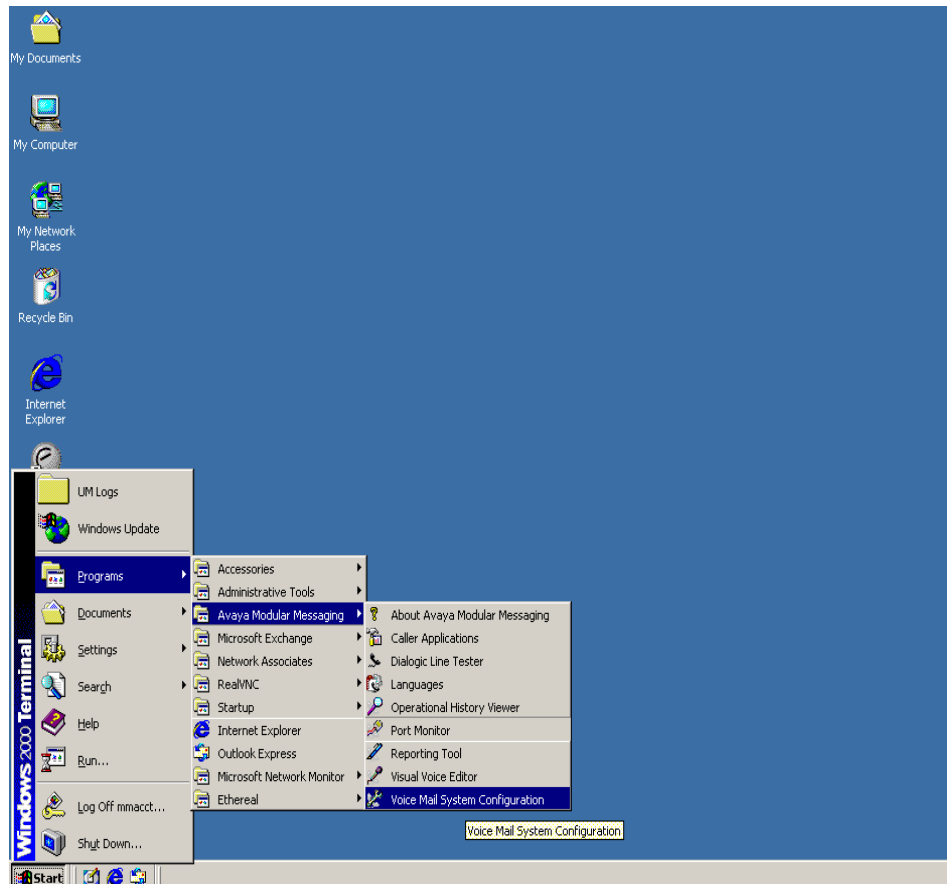 My Documents
My Computer
My Network
Places
Recycle Bin
Internet
Explorer
Windows 2000 Terminal
UM Logs
Windows Update
Programs
Documents
Settings
Search
Help
Run...
Log Off mmacct...
Shut Down...
Accessories
Administrative Tools
Avaya Modular Messaging
Microsoft Exchange
Network Associates
RealVNC
Startup
Internet Explorer
Outlook Express
Microsoft Network Monitor
Ethereal
About Avaya Modular Messaging
Caller Applications
Dialogic Line Tester
Languages
Operational History Viewer
Port Monitor
Reporting Tool
Visual Voice Editor
Voice Mail System Configuration
Voice Mail System Configuration
Start